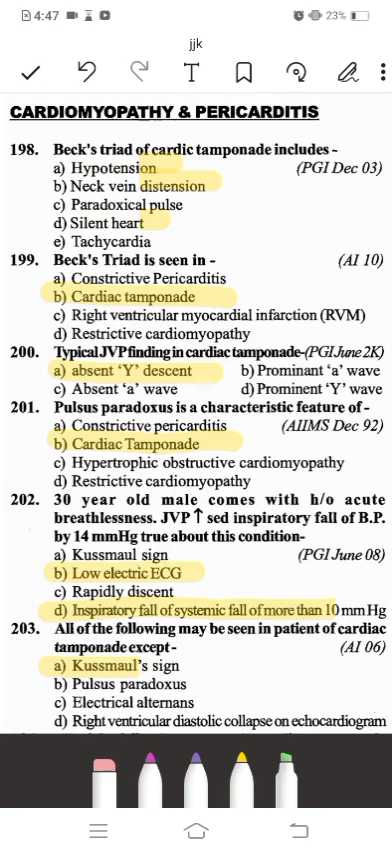 4:47 23%
jjk
T
CARDIOMYOPATHY & PERICARDITIS
198. Beck's triad of cardic tamponade includes -
a) Hypotension (PGI Dec 03)
b) Neck vein distension
c) Paradoxical pulse
d) Silent heart
e) Tachycardia
199. Beck's Triad is seen in - (AI 10)
a) Constrictive Pericarditis
b) Cardiac tamponade
c) Right ventricular myocardial infarction (RVM)
d) Restrictive cardiomyopathy
200. Typical JVP finding in cardiac tamponade-(PGI June 2K)
a) absent 'Y' descent b) Prominant 'a' wave
c) Absent 'a' wave d) Prominent 'Y' wave
201. Pulsus paradoxus is a characteristic feature of -
a) Constrictive pericarditis (AIIMS Dec 92)
b) Cardiac Tamponade
c) Hypertrophic obstructive cardiomyopathy
d) Restrictive cardiomyopathy
202. 30 year old male comes with h/o acute
breathlessness. JVP ↑ sed inspiratory fall of B.P.
by 14 mmHg true about this condition-
a) Kussmaul sign (PGI June 08)
b) Low electric ECG
c) Rapidly discent
d) Inspiratory fall of systemic fall of more than 10 mm Hg
203. All of the following may be seen in patient of cardiac
tamponade except - (AI 06)
a) Kussmaul's sign
b) Pulsus paradoxus
c) Electrical alternans
d) Right ventricular diastolic collapse on echocardiogram